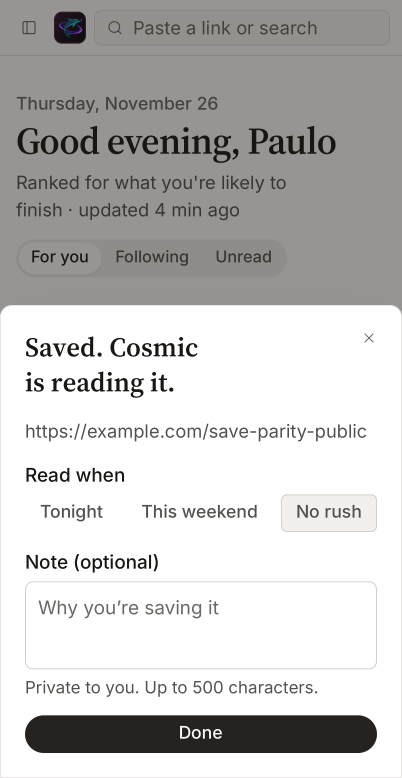 Paste a link or search
Thursday, November 26
Good evening, Paulo
Ranked for what you're likely to
finish · updated 4 min ago
For you
Following
Unread
Saved. Cosmic
is reading it.
https://example.com/save-parity-public
Read when
Tonight
This weekend
No rush
Note (optional)
Why you’re saving it
Private to you. Up to 500 characters.
Done